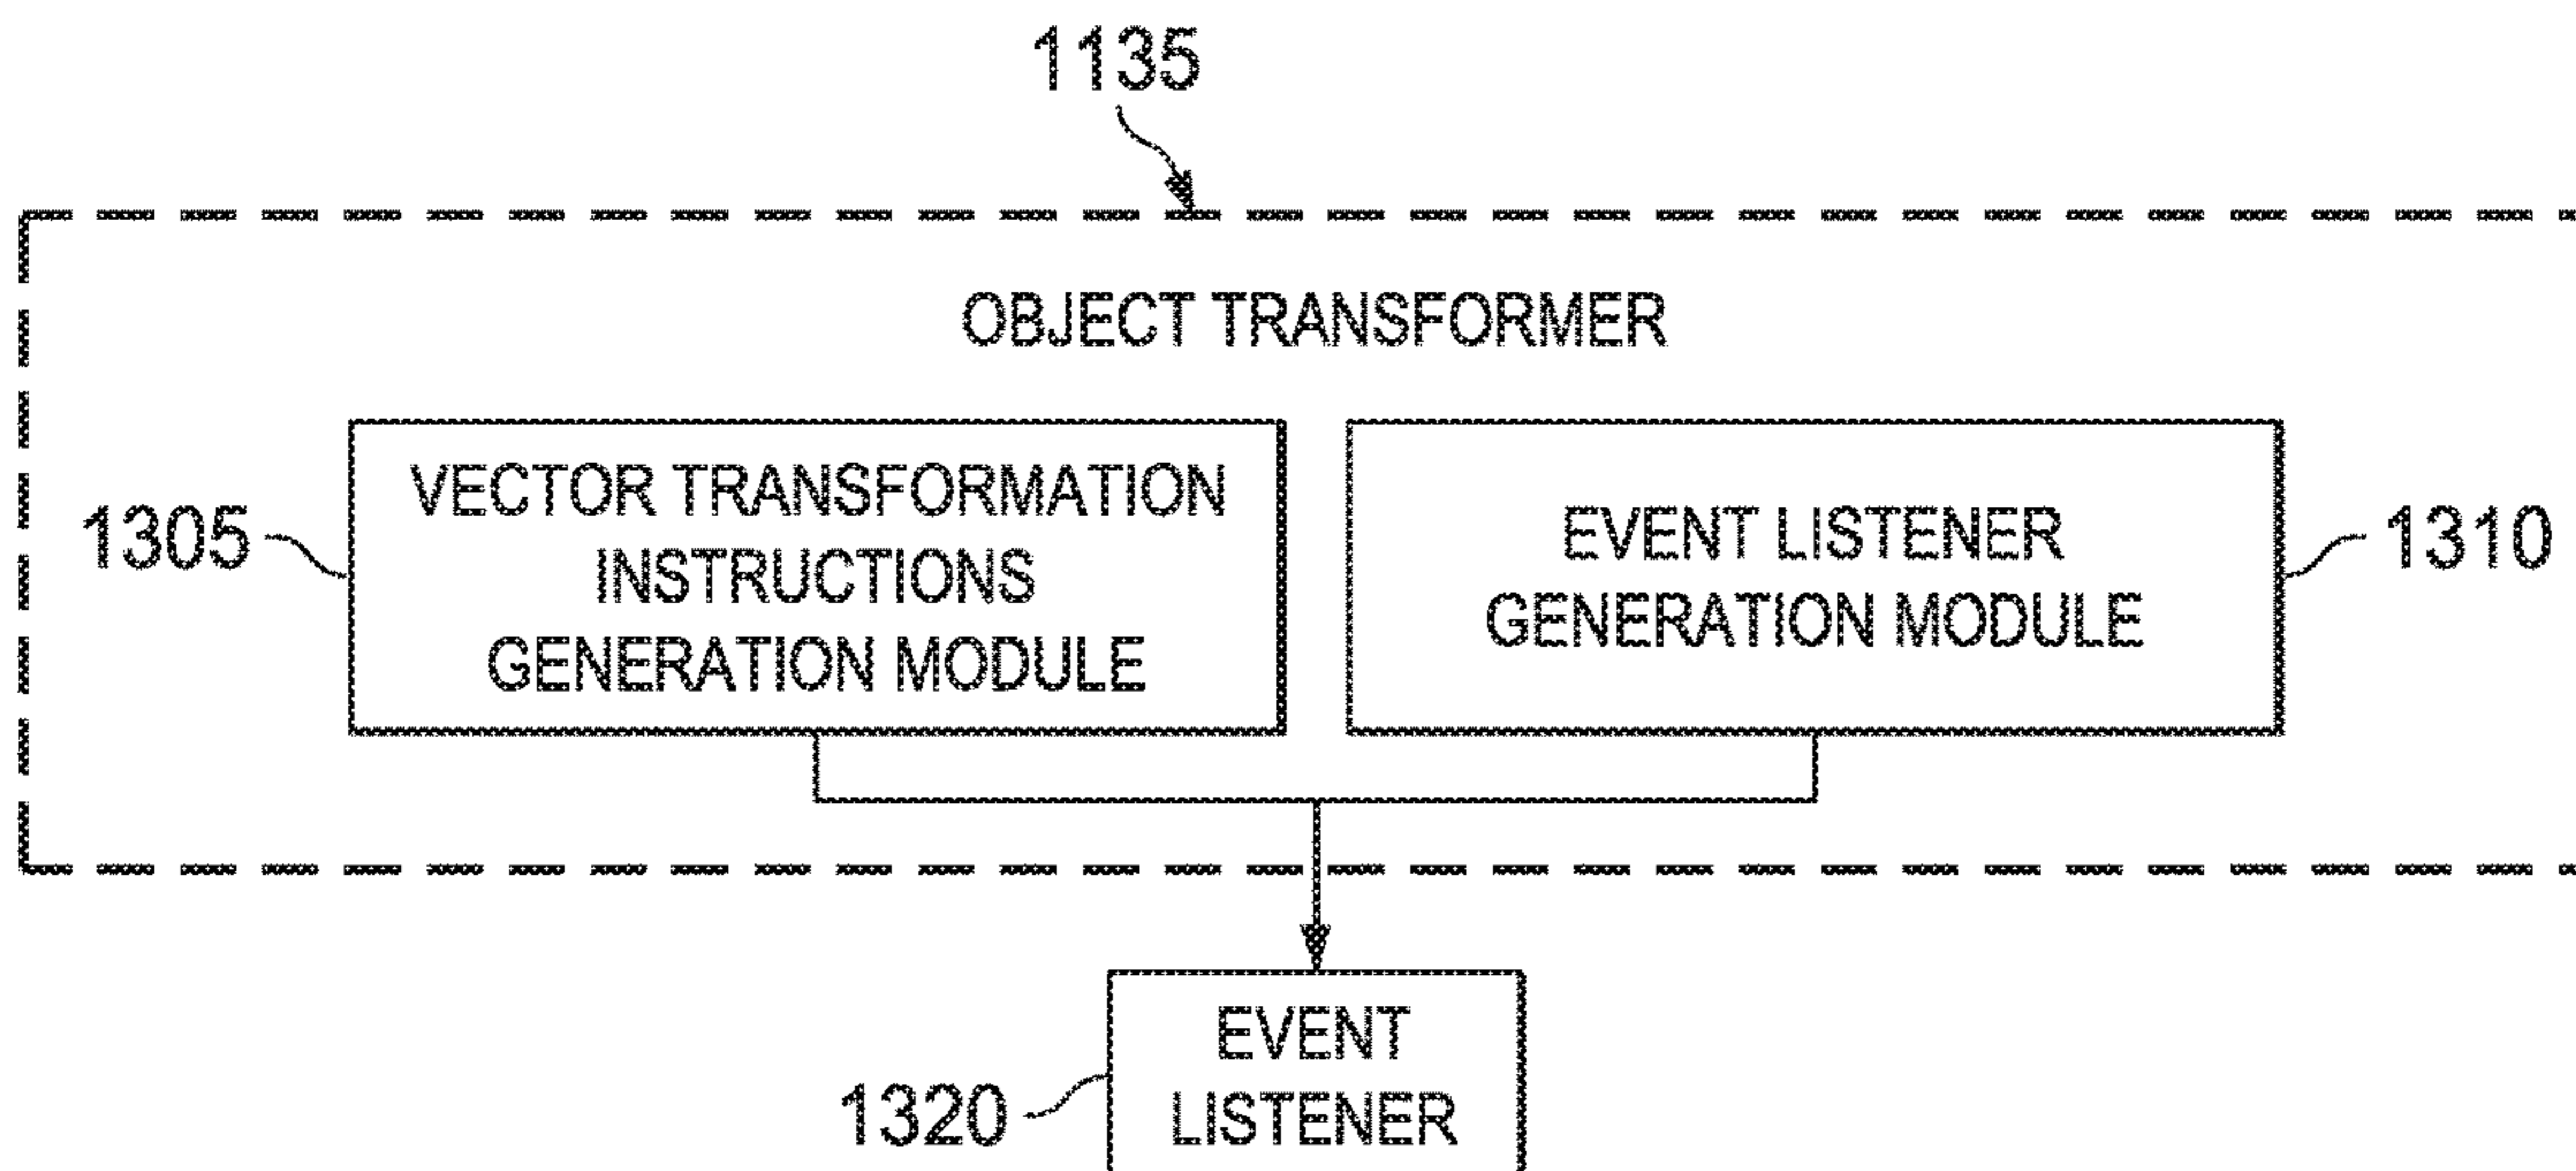 1135
OBJECT TRANSFORMER
VECTOR TRANSFORMATION
INSTRUCTIONS
GENERATION MODULE
1305
EVENT LISTENER
GENERATION MODULE
1310
EVENT
LISTENER
1320